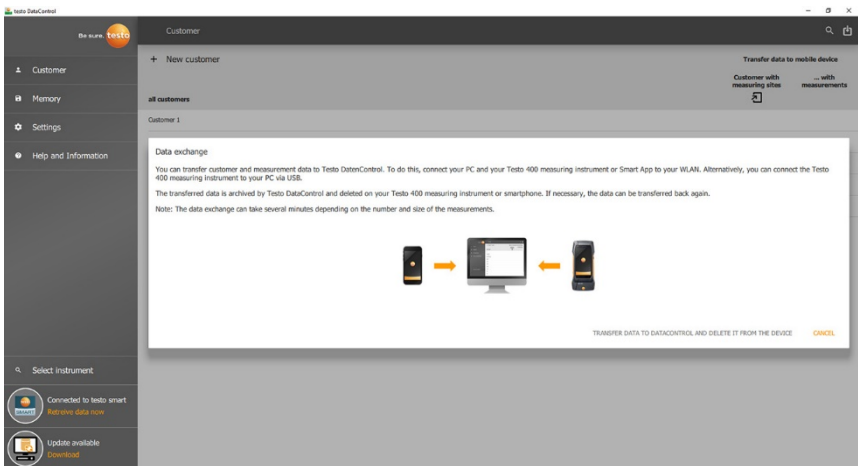 testo DataControl
Be sure. testo
Customer
Customer
Memory
Settings
Help and Information
+ New customer
Transfer data to mobile device
Customer with
measuring sites
... with
measurements
all customers
Customer 1
Data exchange
You can transfer customer and measurement data to Testo DatenControl. To do this, connect your PC and your Testo 400 measuring instrument or Smart App to your WLAN. Alternatively, you can connect the Testo
400 measuring instrument to your PC via USB.
The transferred data is archived by Testo DataControl and deleted on your Testo 400 measuring instrument or smartphone. If necessary, the data can be transferred back again.
Note: The data exchange can take several minutes depending on the number and size of the measurements.
TRANSFER DATA TO DATACONTROL AND DELETE IT FROM THE DEVICE
CANCEL
Select instrument
SMART
Connected to testo smart
Retreive data now
Update available
Download